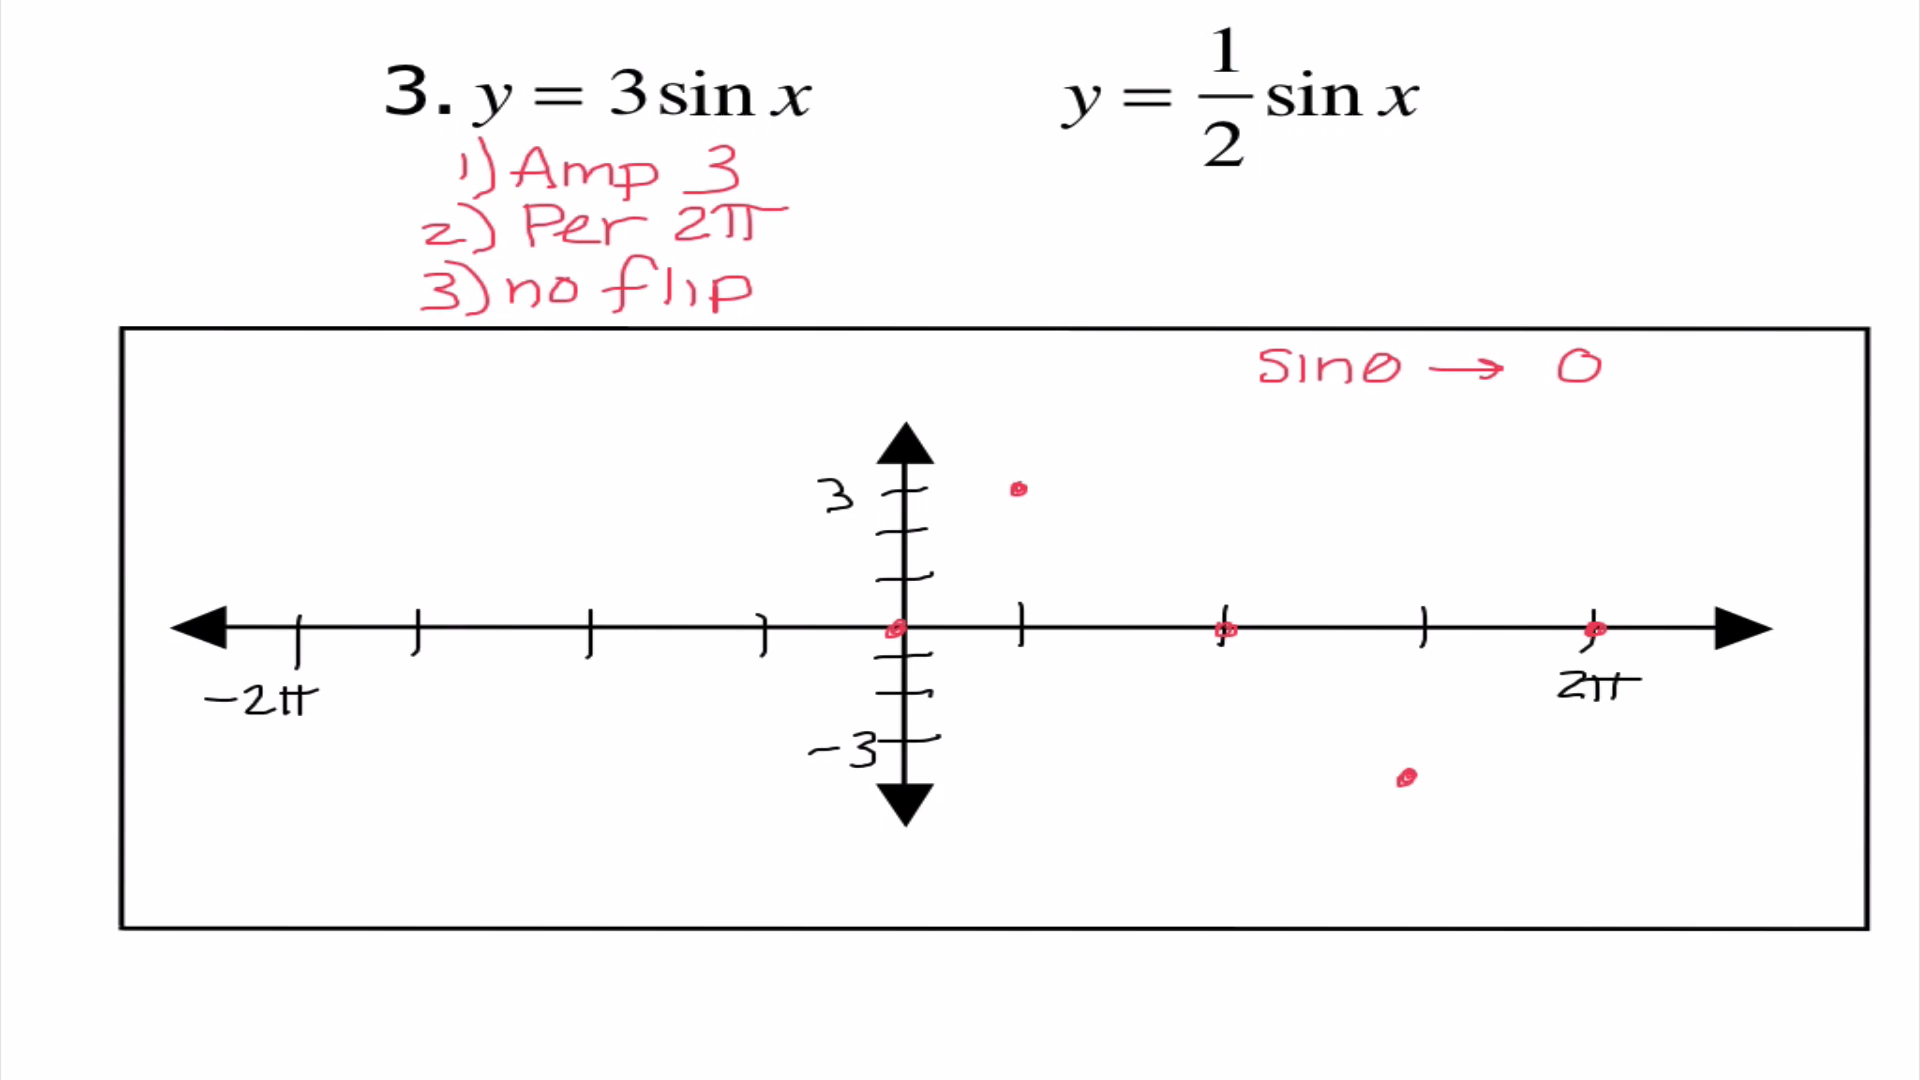 3. y = 3 sin x
y = 1/2 sin x
1) Amp 3
2) Per 2π
3) no flip
sinθ → 0
3
-2π
2π
-3